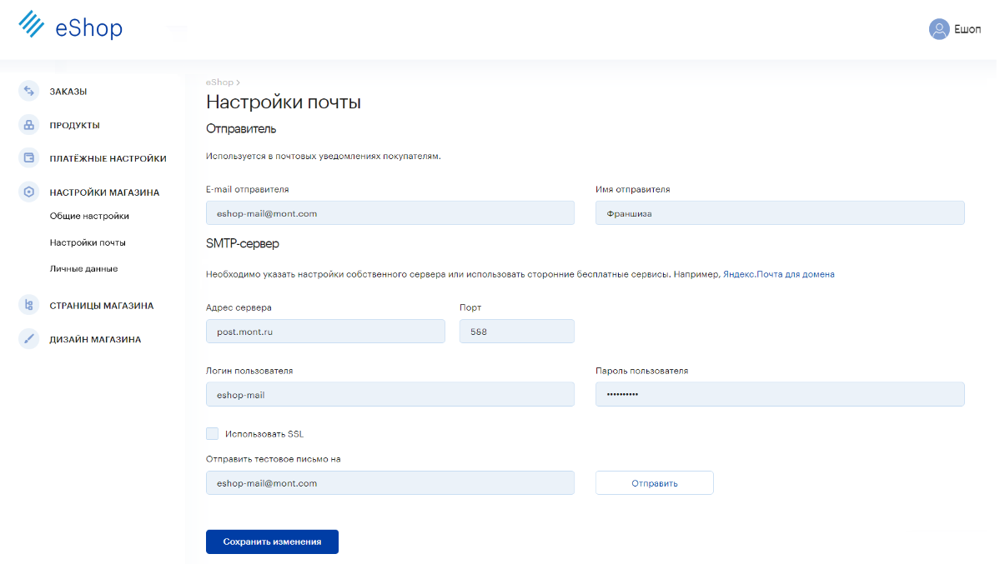 eShop
Ешоп
ЗАКАЗЫ
ПРОДУКТЫ
ПЛАТЁЖНЫЕ НАСТРОЙКИ
НАСТРОЙКИ МАГАЗИНА
Общие настройки
Настройки почты
Личные данные
СТРАНИЦЫ МАГАЗИНА
ДИЗАЙН МАГАЗИНА
eShop >
Настройки почты
Отправитель
Используется в почтовых уведомлениях покупателям.
E-mail отправителя
Имя отправителя
eshop-mail@mont.com
Франшиза
SMTP-сервер
Необходимо указать настройки собственного сервера или использовать сторонние бесплатные сервисы. Например, Яндекс.Почта для домена
Адрес сервера
Порт
post.mont.ru
588
Логин пользователя
Пароль пользователя
eshop-mail
••••••••••
Использовать SSL
Отправить тестовое письмо на
eshop-mail@mont.com
Отправить
Сохранить изменения